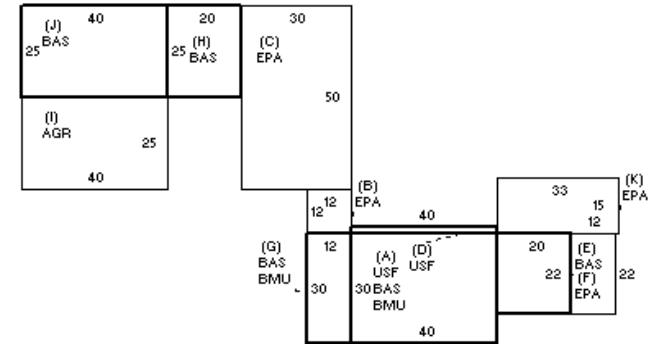 40
20
30
(J)
BAS
25
25
(H)
BAS
(C)
EPA
50
(I)
AGR
25
40
(B)
EPA
12
12
40
33
(K)
EPA
15
12
(G)
BAS
BMU
12
30
(A)
USF
30 BAS
BMU
(D)
USF
20
22
(E)
BAS
(F)
EPA
22
40